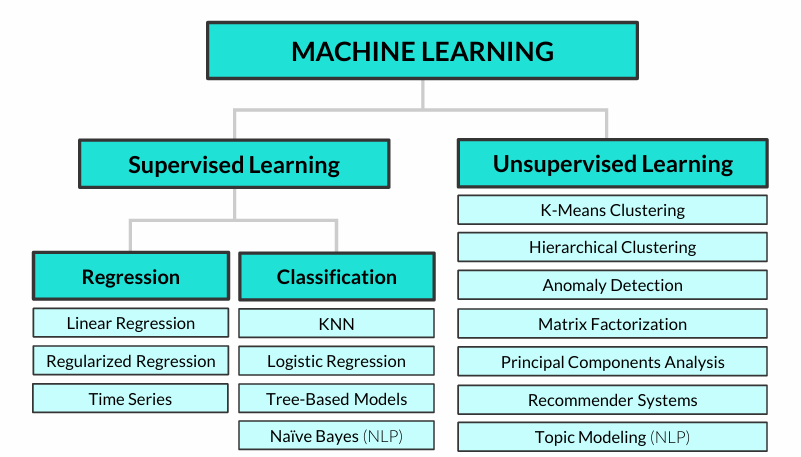 MACHINE LEARNING
Supervised Learning
Regression
Linear Regression
Regularized Regression
Time Series
Classification
KNN
Logistic Regression
Tree-Based Models
Naïve Bayes (NLP)
Unsupervised Learning
K-Means Clustering
Hierarchical Clustering
Anomaly Detection
Matrix Factorization
Principal Components Analysis
Recommender Systems
Topic Modeling (NLP)